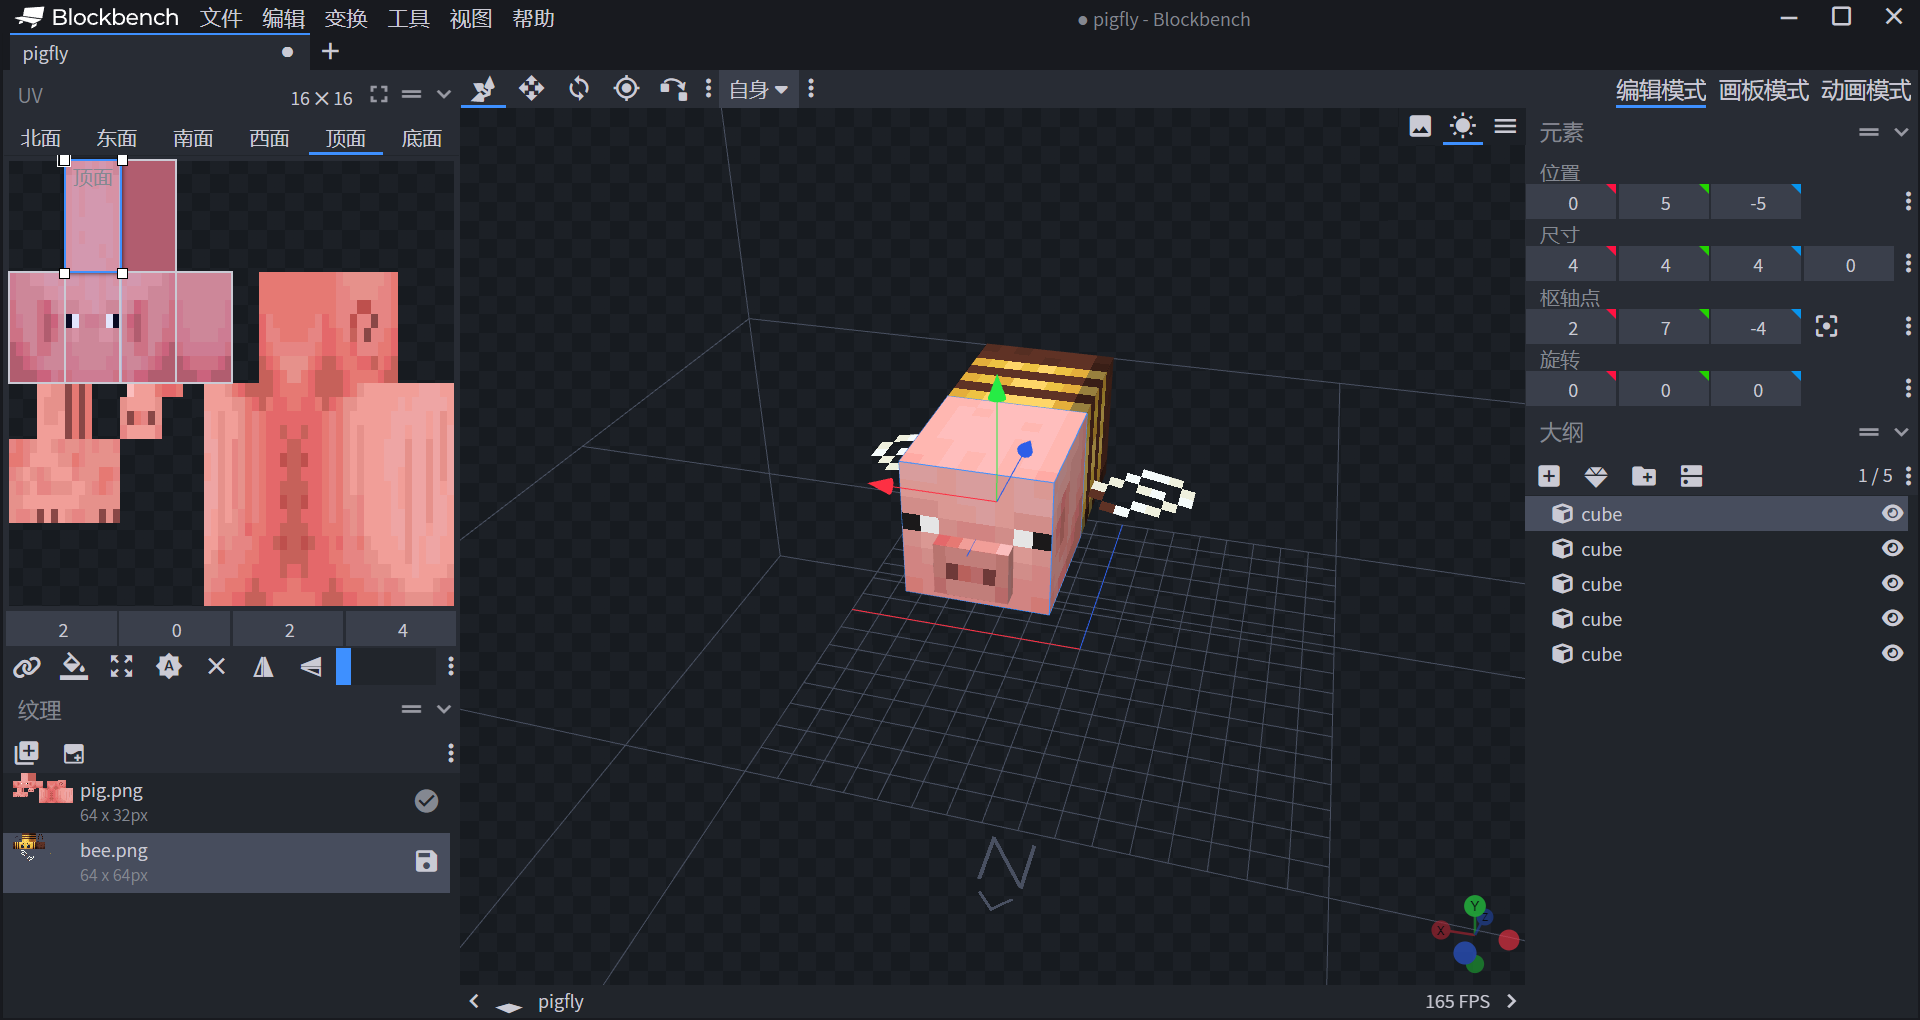 Blockbench 文件 编辑 变换 工具 视图 帮助
● pigfly - Blockbench
pigfly
UV 16 × 16
自身
编辑模式 画板模式 动画模式
北面 东面 南面 西面 顶面 底面
顶面
元素
位置
0 5 -5
尺寸
4 4 4 0
枢轴点
2 7 -4
旋转
0 0 0
大纲
1 / 5
cube
cube
cube
cube
cube
2 0 2 4
A
纹理
pig.png
64 x 32px
bee.png
64 x 64px
N
Y
Z
X
pigfly
165 FPS